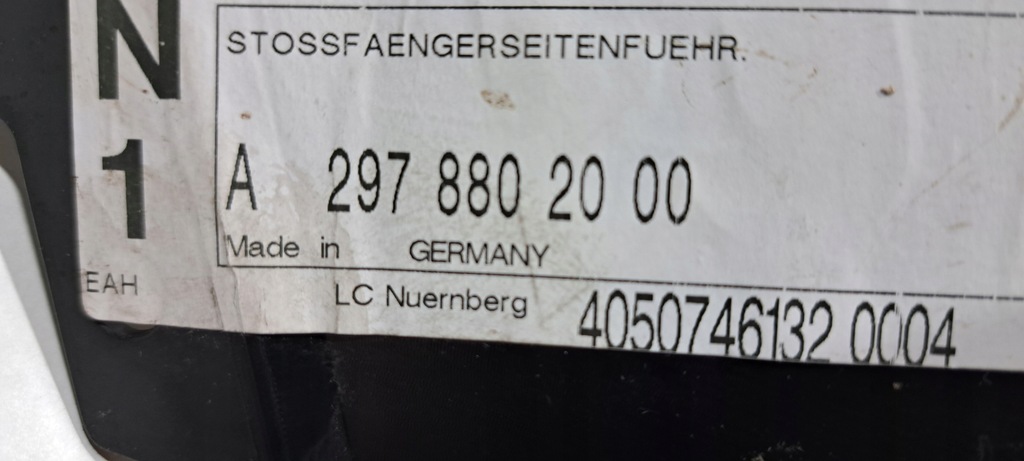 N
1
STOSSFAENGERSEITENFUEHR.
A 297 880 20 00
Made in GERMANY
EAH
LC Nuernberg 4050746132 0004